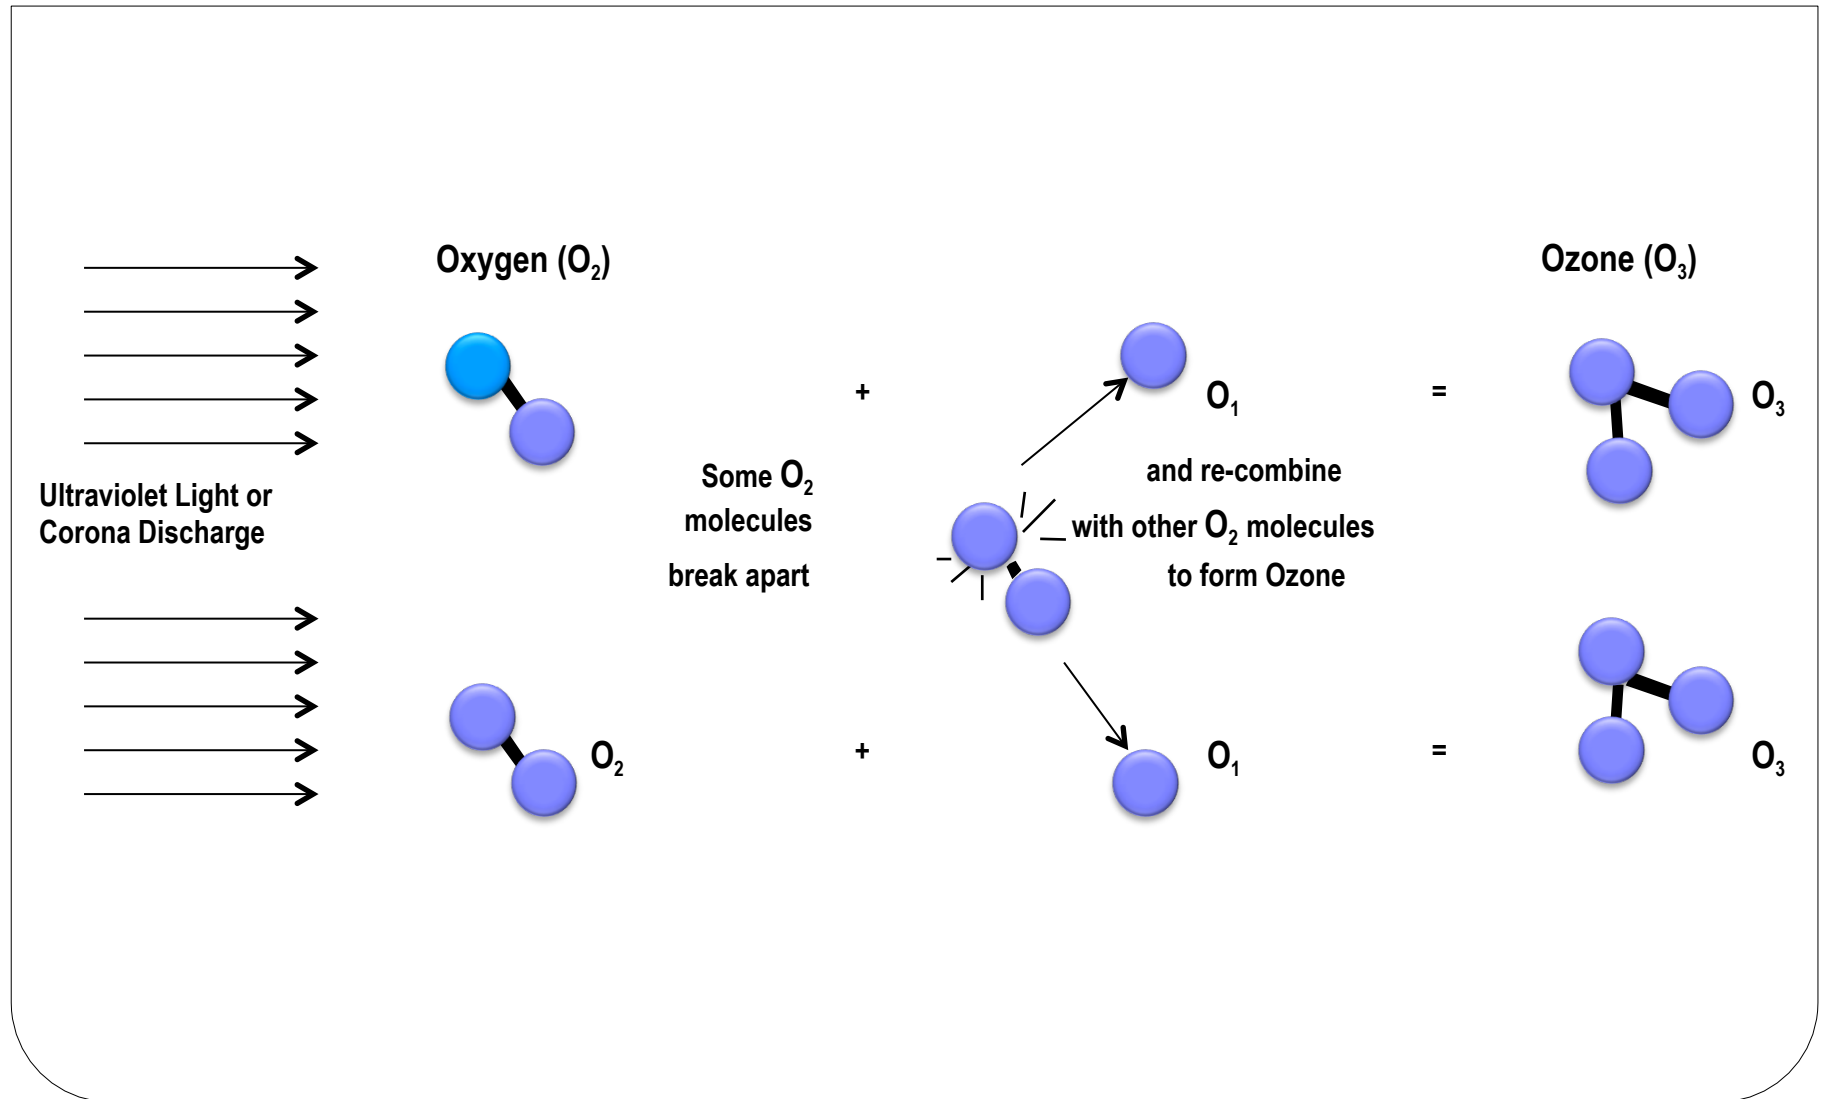 Oxygen (O₂)
Ozone (O₃)
+
O₁
=
O₃
Ultraviolet Light or
Corona Discharge
Some O₂
molecules
break apart
and re-combine
with other O₂ molecules
to form Ozone
O₂
+
O₁
=
O₃